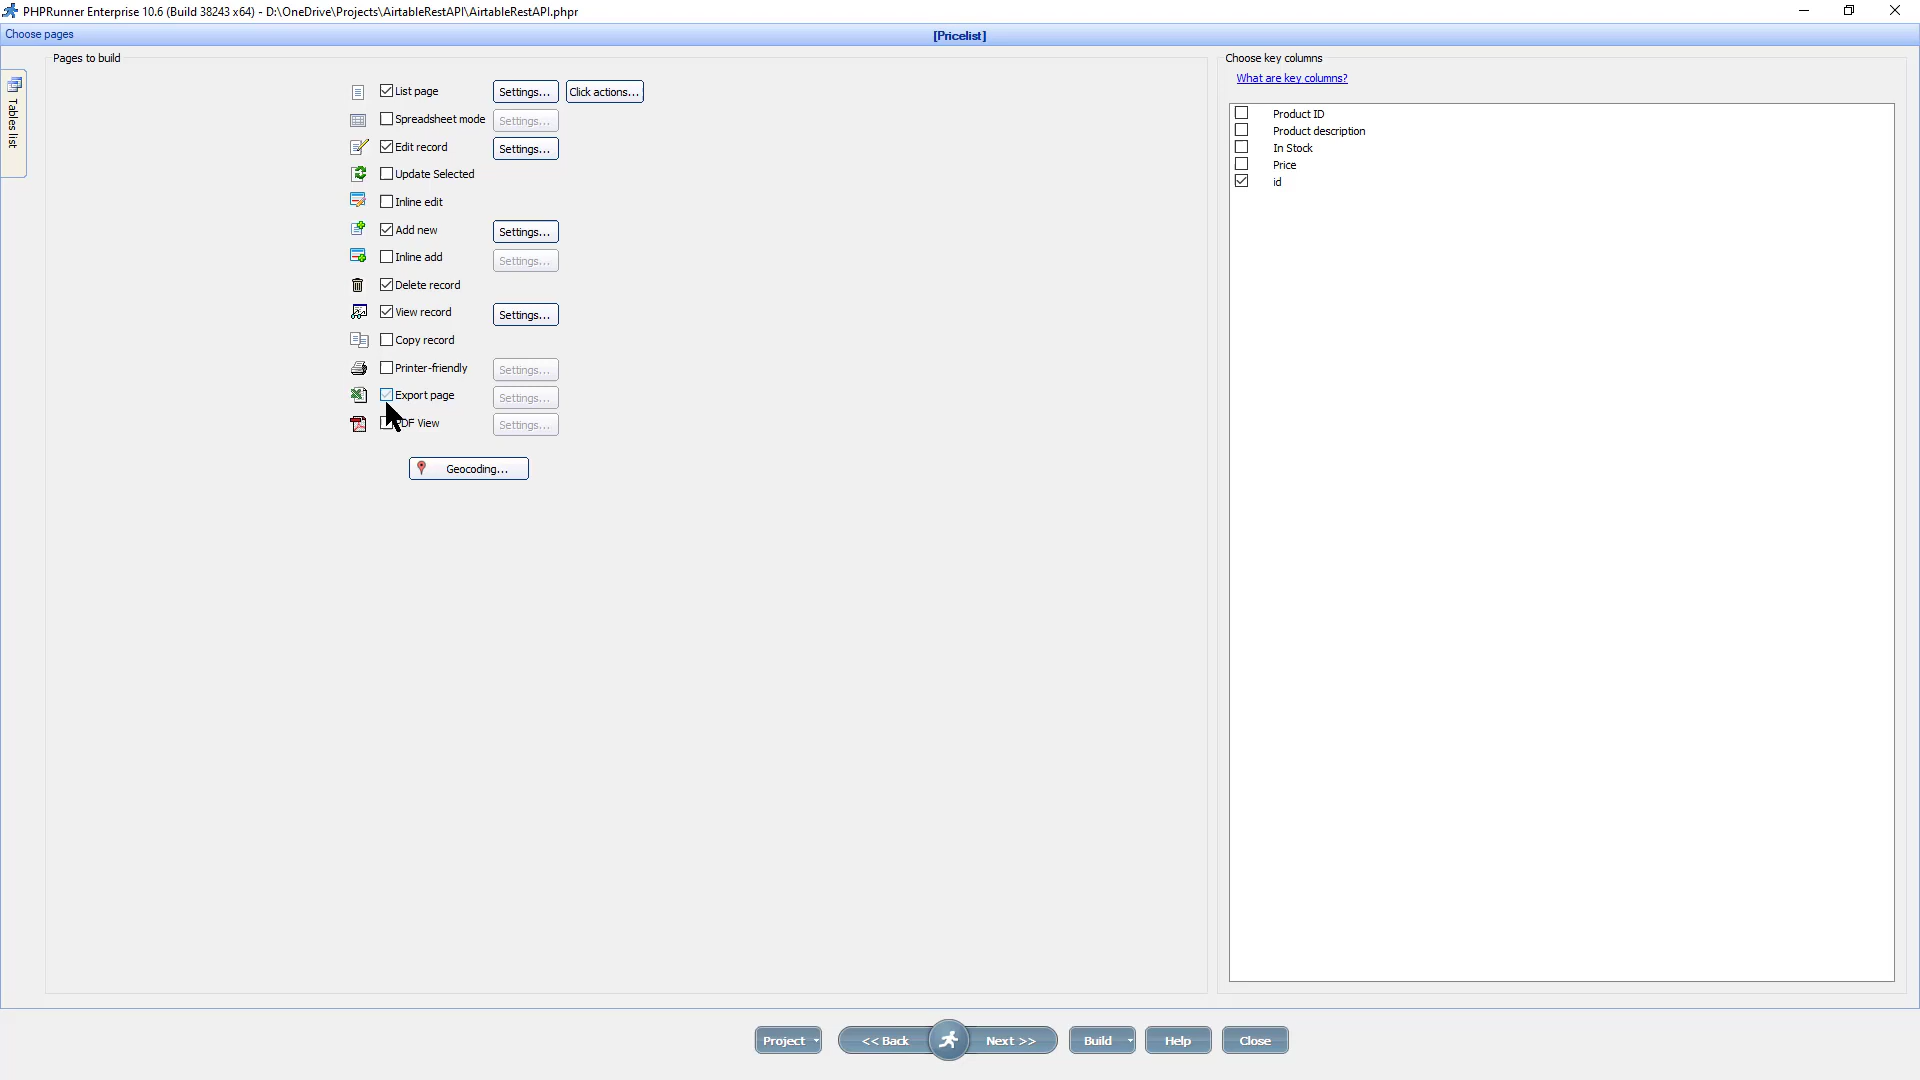 PHPRunner Enterprise 10.6 (Build 38243 x64) - D:\OneDrive\Projects\AirtableRestAPI\AirtableRestAPI.phpr
Choose pages
[Pricelist]
Tables list
Pages to build
List page Settings... Click actions...
Spreadsheet mode Settings...
Edit record Settings...
Update Selected
Inline edit
Add new Settings...
Inline add Settings...
Delete record
View record Settings...
Copy record
Printer-friendly Settings...
Export page Settings...
PDF View Settings...
Geocoding...
Choose key columns
What are key columns?
Product ID
Product description
In Stock
Price
id
Project << Back Next >> Build Help Close